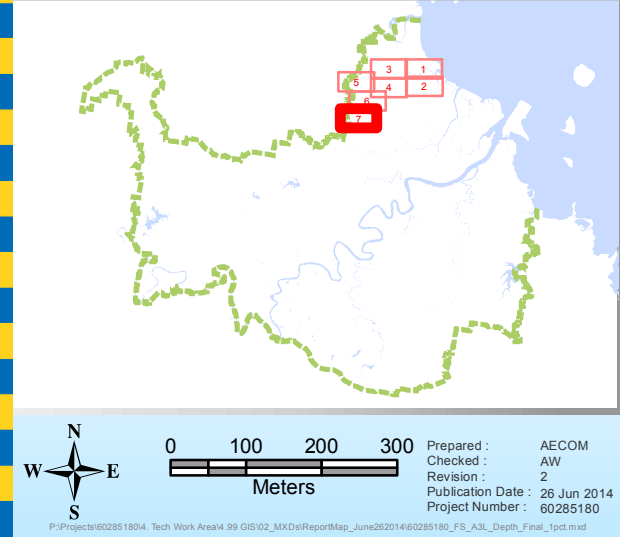 3 1
5 4 2
6
7
N
W E
S
0 100 200 300
Meters
Prepared : AECOM
Checked : AW
Revision : 2
Publication Date : 26 Jun 2014
Project Number : 60285180
P:\Projects\60285180\4. Tech Work Area\4.99 GIS\02_MXDs\ReportMap_June262014\60285180_FS_A3L_Depth_Final_1pct.mxd